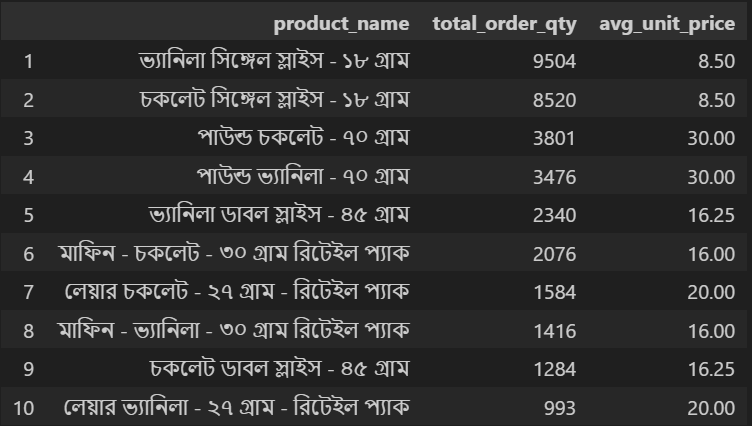 product_name total_order_qty avg_unit_price
1 ভ্যানিলা সিঙ্গেল স্লাইস - ১৮ গ্রাম 9504 8.50
2 চকলেট সিঙ্গেল স্লাইস - ১৮ গ্রাম 8520 8.50
3 পাউন্ড চকলেট - ৭০ গ্রাম 3801 30.00
4 পাউন্ড ভ্যানিলা - ৭০ গ্রাম 3476 30.00
5 ভ্যানিলা ডাবল স্লাইস - ৪৫ গ্রাম 2340 16.25
6 মাফিন - চকলেট - ৩০ গ্রাম রিটেইল প্যাক 2076 16.00
7 লেয়ার চকলেট - ২৭ গ্রাম - রিটেইল প্যাক 1584 20.00
8 মাফিন - ভ্যানিলা - ৩০ গ্রাম রিটেইল প্যাক 1416 16.00
9 চকলেট ডাবল স্লাইস - ৪৫ গ্রাম 1284 16.25
10 লেয়ার ভ্যানিলা - ২৭ গ্রাম - রিটেইল প্যাক 993 20.00